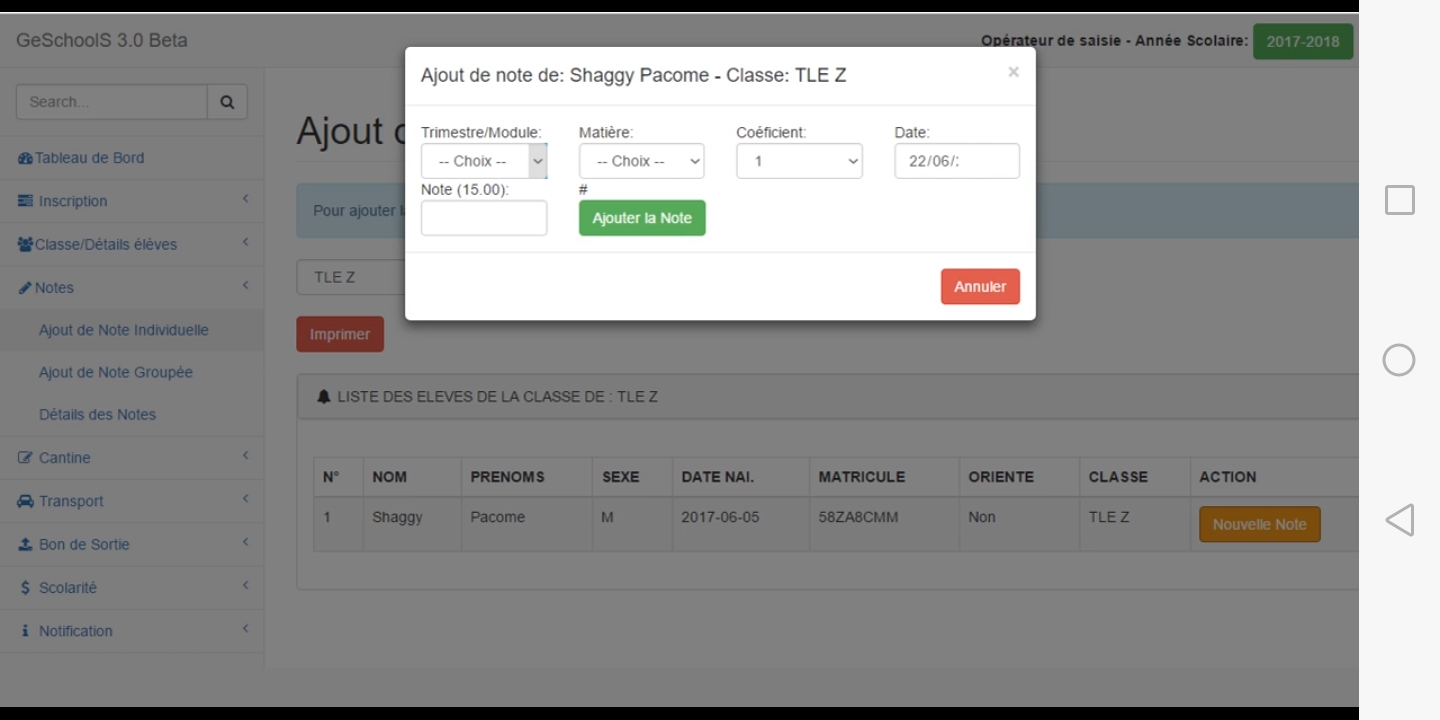 GeSchoolS 3.0 Beta
Opérateur de saisie - Année Scolaire: 2017-2018
Ajout de note de: Shaggy Pacome - Classe: TLE Z ×
Search...
Trimestre/Module: Matière: Coéficient: Date:
-- Choix -- -- Choix -- 1 22/06/:
Note (15.00): #
Ajouter la Note
Annuler
Tableau de Bord
Inscription
Classe/Détails élèves
Notes
Ajout de Note Individuelle
Ajout de Note Groupée
Détails des Notes
Cantine
Transport
Bon de Sortie
$ Scolarité
Notification
Ajout
Pour ajouter
TLE Z
Imprimer
LISTE DES ELEVES DE LA CLASSE DE : TLE Z
N° NOM PRENOMS SEXE DATE NAI. MATRICULE ORIENTE CLASSE ACTION
1 Shaggy Pacome M 2017-06-05 58ZA8CMM Non TLE Z Nouvelle Note